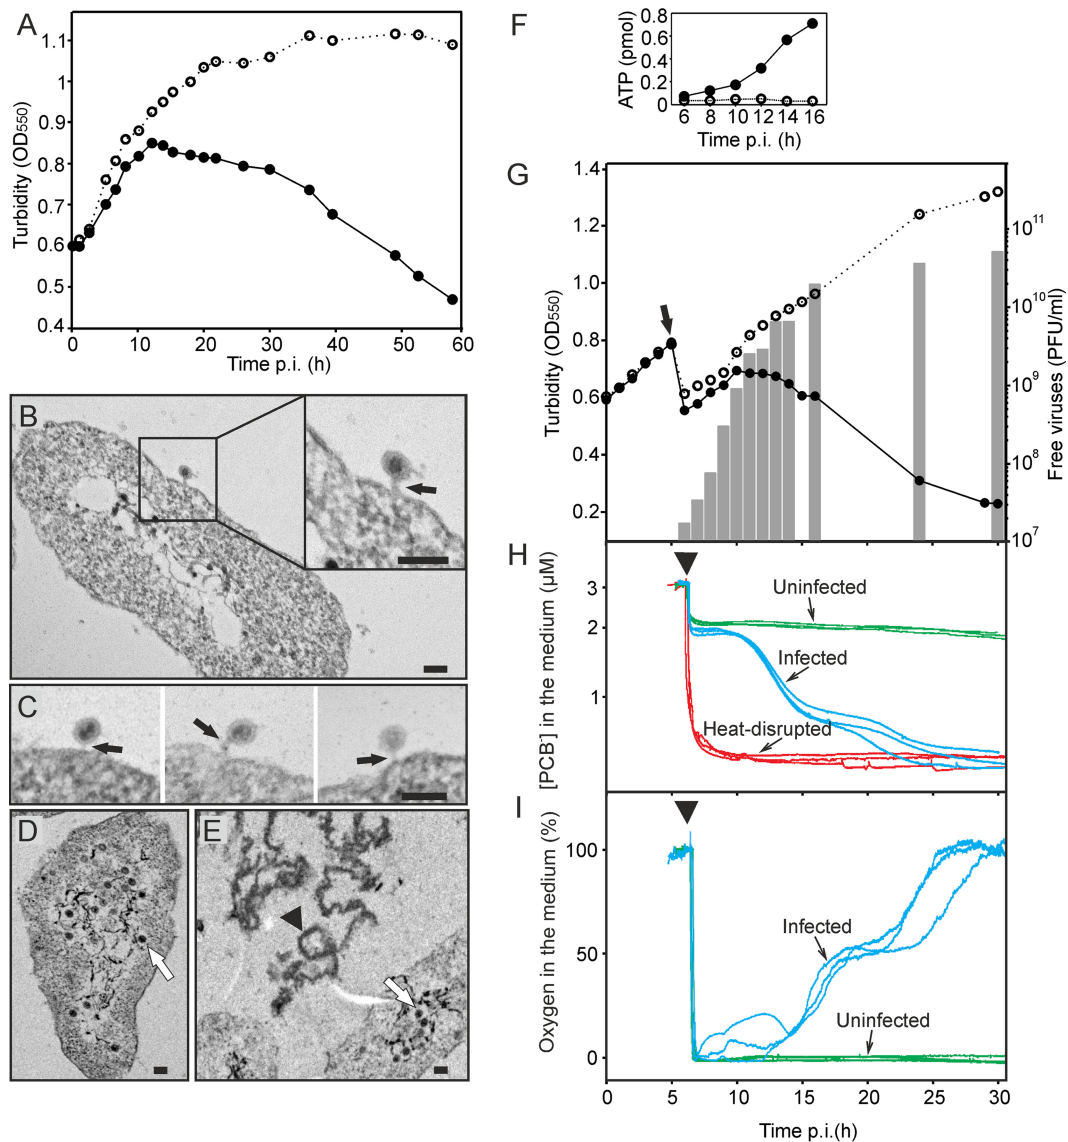 A
Turbidity (OD550)
1.1
1
0.9
0.8
0.7
0.6
0.5
0.4
0 10 20 30 40 50 60
Time p.i. (h)
F
ATP (pmol)
0.8
0.6
0.4
0.2
0
6 8 10 12 14 16
Time p.i. (h)
G
Turbidity (OD550)
1.4
1.2
1.0
0.8
0.6
0.4
0.2
10¹¹
10¹⁰
10⁹
10⁸
10⁷
Free viruses (PFU/ml)
B
C
D
E
H
[PCB⁻] in the medium (µM)
3
2
1
Uninfected
Infected
Heat-disrupted
I
Oxygen in the medium (%)
100
50
0
Infected
Uninfected
0 5 10 15 20 25 30
Time p.i.(h)